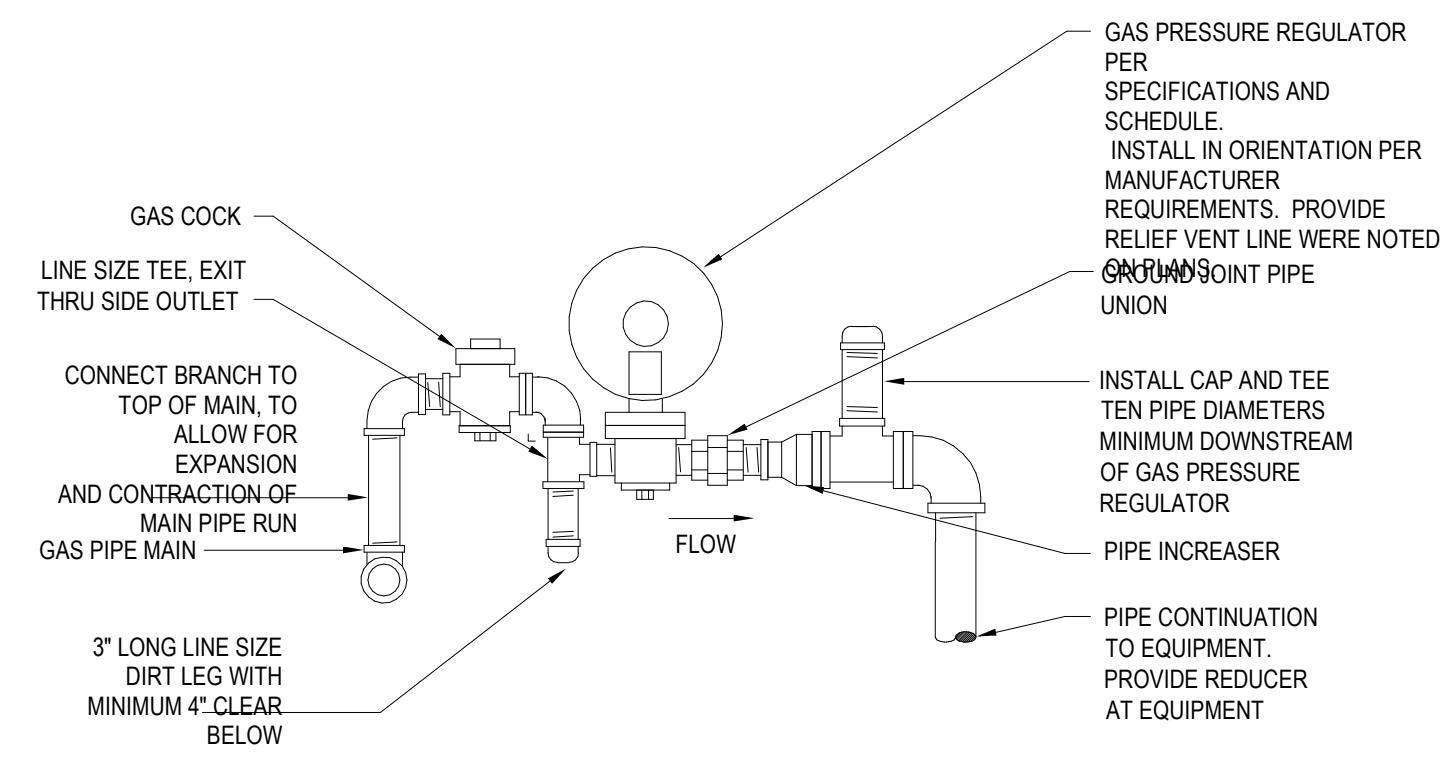 GAS PRESSURE REGULATOR
PER
SPECIFICATIONS AND
SCHEDULE.
INSTALL IN ORIENTATION PER
MANUFACTURER
REQUIREMENTS. PROVIDE
RELIEF VENT LINE WERE NOTED
ON PLANS.
GROUND JOINT PIPE
UNION
GAS COCK
LINE SIZE TEE, EXIT
THRU SIDE OUTLET
CONNECT BRANCH TO
TOP OF MAIN, TO
ALLOW FOR
EXPANSION
AND CONTRACTION OF
MAIN PIPE RUN
GAS PIPE MAIN
3" LONG LINE SIZE
DIRT LEG WITH
MINIMUM 4" CLEAR
BELOW
FLOW
INSTALL CAP AND TEE
TEN PIPE DIAMETERS
MINIMUM DOWNSTREAM
OF GAS PRESSURE
REGULATOR
PIPE INCREASER
PIPE CONTINUATION
TO EQUIPMENT.
PROVIDE REDUCER
AT EQUIPMENT